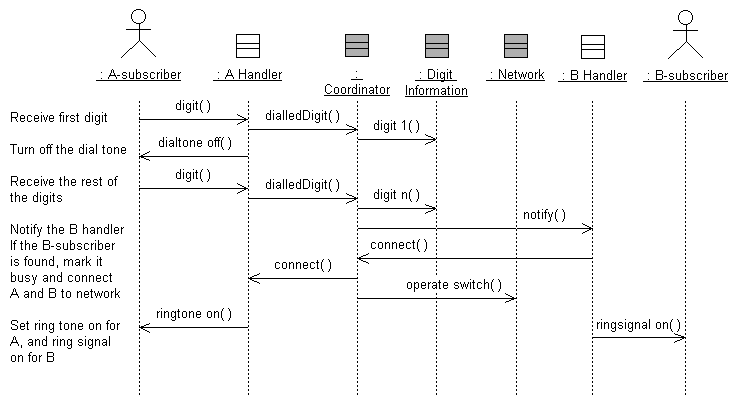 : A-subscriber
: A Handler
:
Coordinator
: Digit
Information
: Network
: B Handler
: B-subscriber
Receive first digit
digit( )
dialledDigit( )
digit 1( )
Turn off the dial tone
dialtone off( )
Receive the rest of
the digits
digit( )
dialledDigit( )
digit n( )
Notify the B handler
If the B-subscriber
is found, mark it
busy and connect
A and B to network
notify( )
connect( )
connect( )
operate switch( )
Set ring tone on for
A, and ring signal
on for B
ringtone on( )
ringsignal on( )